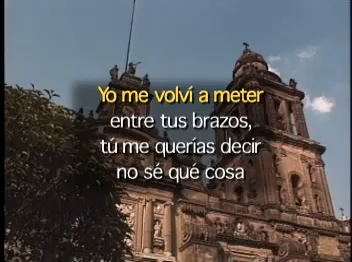 Yo me volví a meter
entre tus brazos,
tú me querías decir
no sé qué cosa